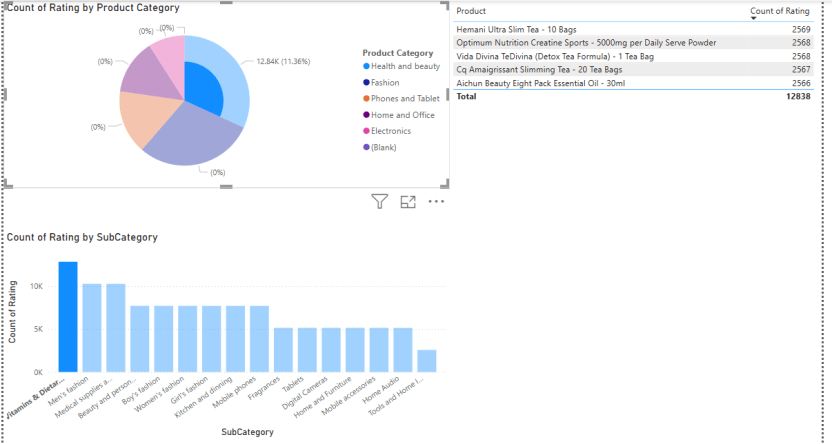 Count of Rating by Product Category
(0%)
(0%)
(0%)
12.84K (11.36%)
(0%)
(0%)
Product Category
Health and beauty
Fashion
Phones and Tablet
Home and Office
Electronics
(Blank)
Product Count of Rating
Hemani Ultra Slim Tea - 10 Bags 2569
Optimum Nutrition Creatine Sports - 5000mg per Daily Serve Powder 2568
Vida Divina TeDivina (Detox Tea Formula) - 1 Tea Bag 2568
Cq Amaigrissant Slimming Tea - 20 Tea Bags 2567
Aichun Beauty Eight Pack Essential Oil - 30ml 2566
Total 12838
Count of Rating by SubCategory
Count of Rating
10K
5K
0K
Vitamins & Dietar...
Men's fashion
Medical supplies a...
Beauty and person...
Boy's fashion
Women's fashion
Girl's fashion
Kitchen and dinning
Mobile phones
Fragrances
Tablets
Digital Cameras
Home and Furniture
Mobile accessories
Home Audio
Tools and Home I...
SubCategory